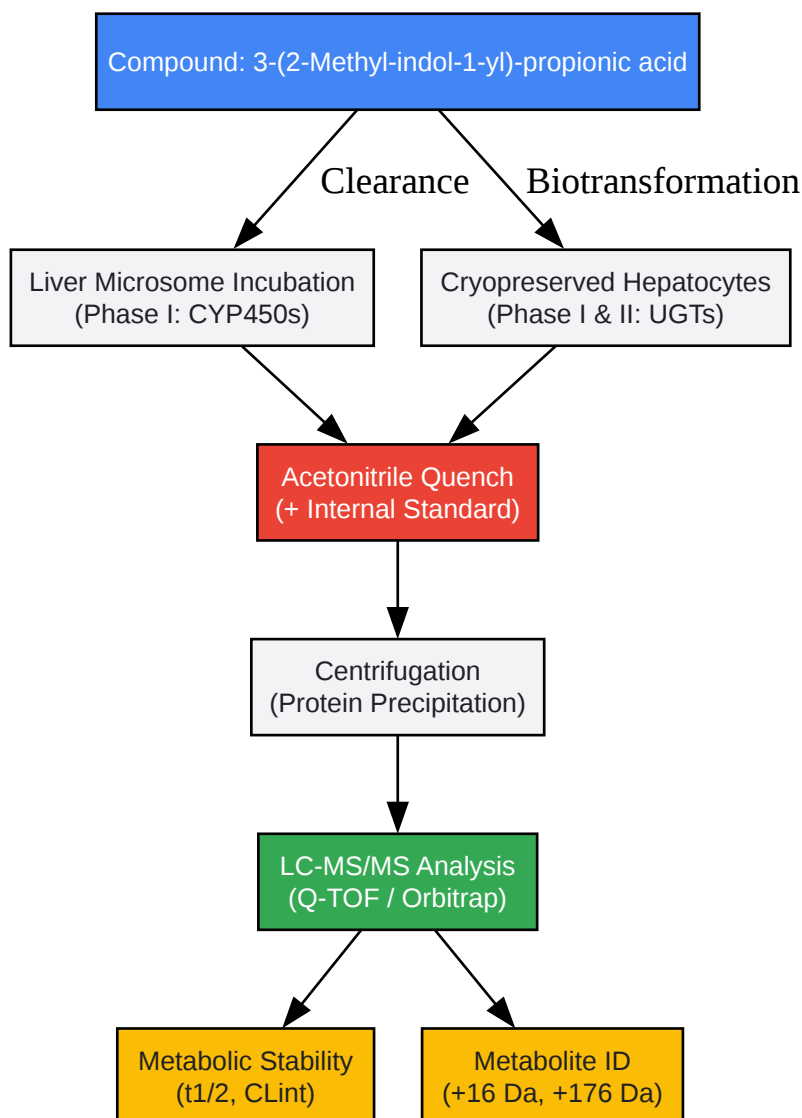 Compound: 3-(2-Methyl-indol-1-yl)-propionic acid
Clearance
Biotransformation
Liver Microsome Incubation
(Phase I: CYP450s)
Cryopreserved Hepatocytes
(Phase I & II: UGTs)
Acetonitrile Quench
(+ Internal Standard)
Centrifugation
(Protein Precipitation)
LC-MS/MS Analysis
(Q-TOF / Orbitrap)
Metabolic Stability
(t1/2, CLint)
Metabolite ID
(+16 Da, +176 Da)